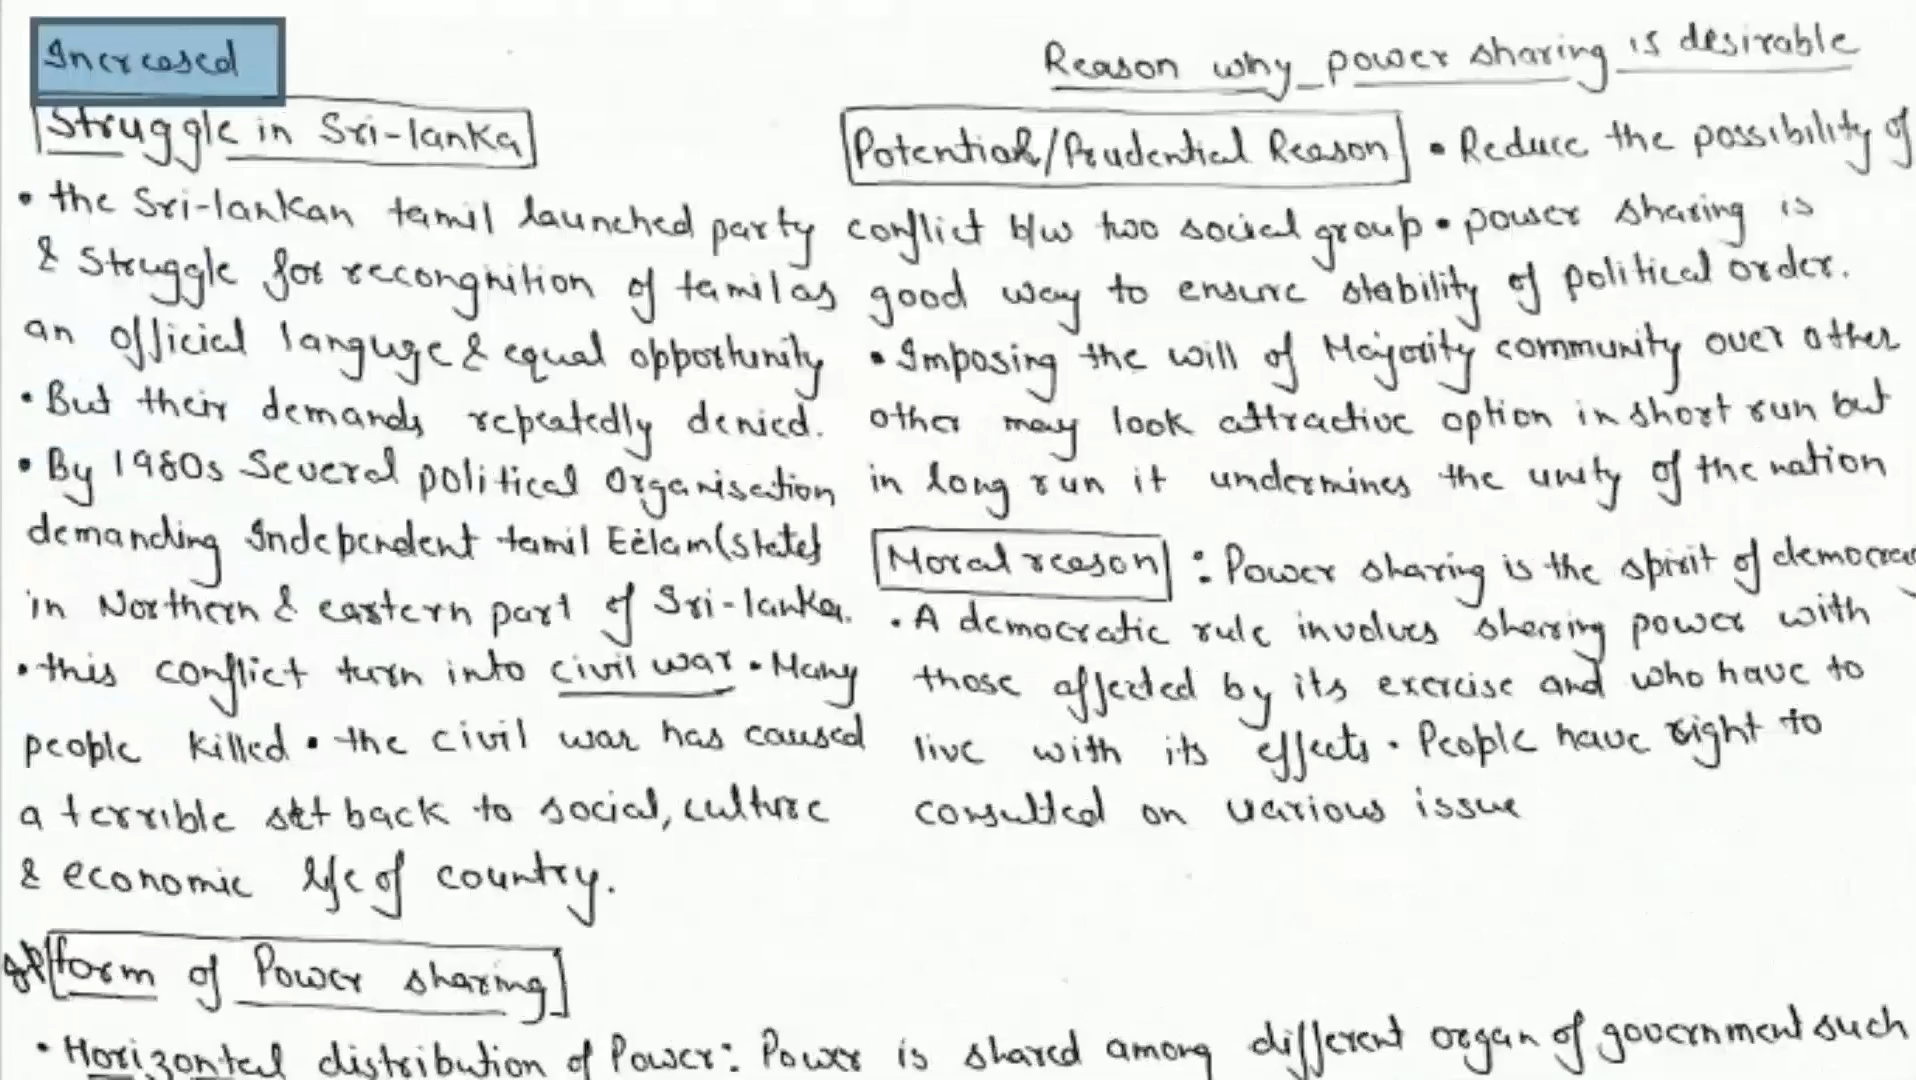 Increased
Struggle in Sri-lanka
• the Sri-lankan tamil launched party
& Struggle for recongnition of tamil as
an official languge & equal opportunity
• But their demands repeatedly denied.
• By 1980s Several political Organisation
demanding Independent tamil Eelam (state)
in Northern & eastern part of Sri-lanka.
• this conflict turn into civil war • Many
people killed • the civil war has caused
a terrible set back to social, culture
& economic life of country.
Reason why power sharing is desirable
Potential/Prudential Reason • Reduce the possibility of
conflict b/w two social group • power sharing is
good way to ensure stability of political order.
• Imposing the will of Majority community over other
other may look attractive option in short run but
in long run it undermines the unity of the nation
Moral reason : Power sharing is the spirit of democracy
• A democratic rule involves sharing power with
those affected by its exercise and who have to
live with its effects • People have right to
consulted on various issue
form of Power sharing
• Horizontal distribution of Power: Power is shared among different organ of government such